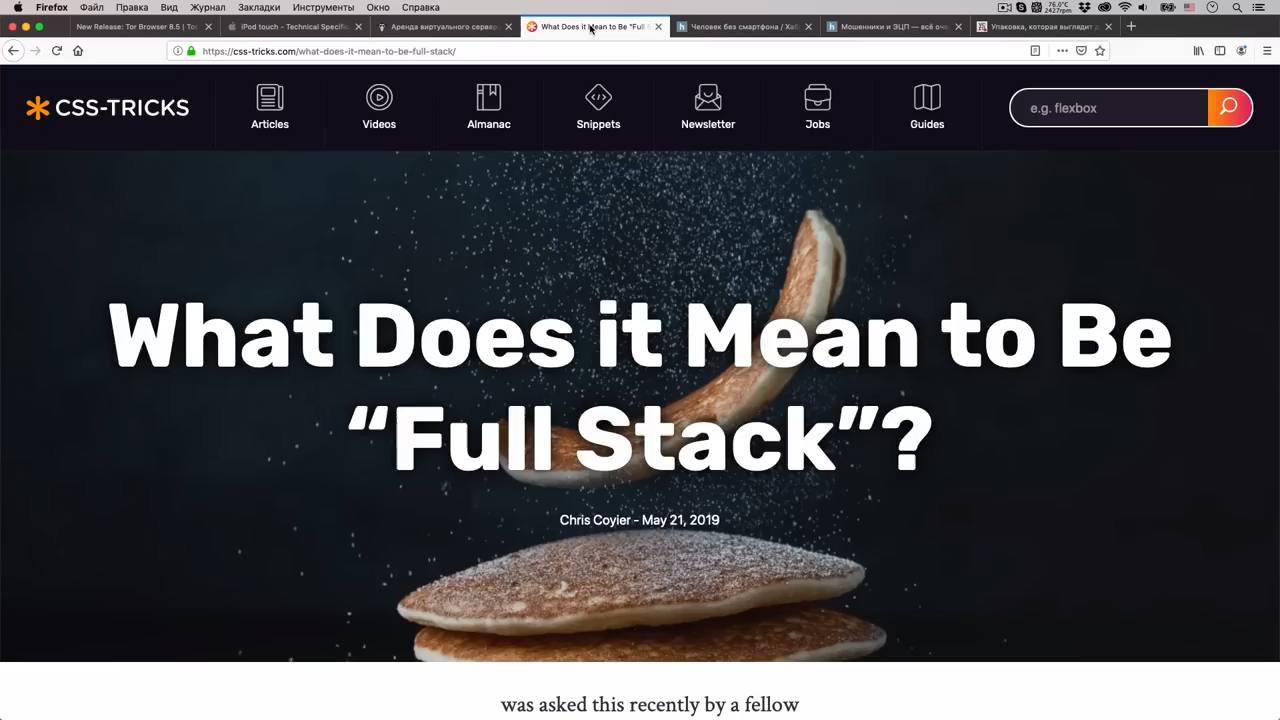 Firefox Файл Правка Вид Журнал Закладки Инструменты Окно Справка
76.0°C
2427rpm
New Release: Tor Browser 8.5 | To
iPod touch - Technical Specific
Аренда виртуального сервер
What Does it Mean to Be "Full S
Человек без смартфона / Хаб
Мошенники и ЭЦП — всё оче
Упаковка, которая выглядит д
https://css-tricks.com/what-does-it-mean-to-be-full-stack/
CSS-TRICKS
Articles Videos Almanac Snippets Newsletter Jobs Guides
e.g. flexbox
What Does it Mean to Be
“Full Stack”?
Chris Coyier - May 21, 2019
was asked this recently by a fellow